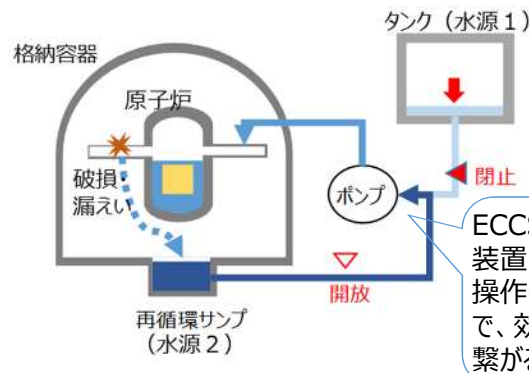 タンク（水源１）
格納容器
原子炉
破損・
漏えい
ポンプ
閉止
開放
再循環サンプ
（水源２）
ECCS
装置
操作
で、効
繋が